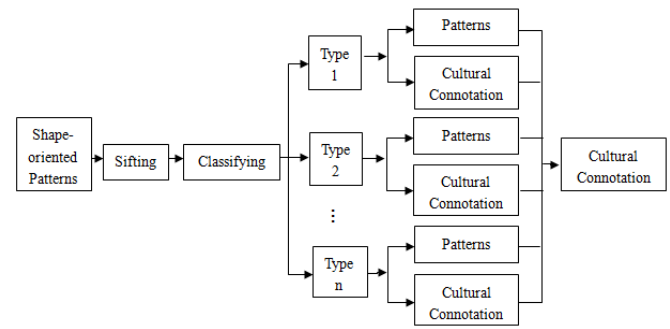 Shape-
oriented
Patterns
Sifting
Classifying
Type
1
Patterns
Cultural
Connotation
Type
2
Patterns
Cultural
Connotation
...
Type
n
Patterns
Cultural
Connotation
Cultural
Connotation